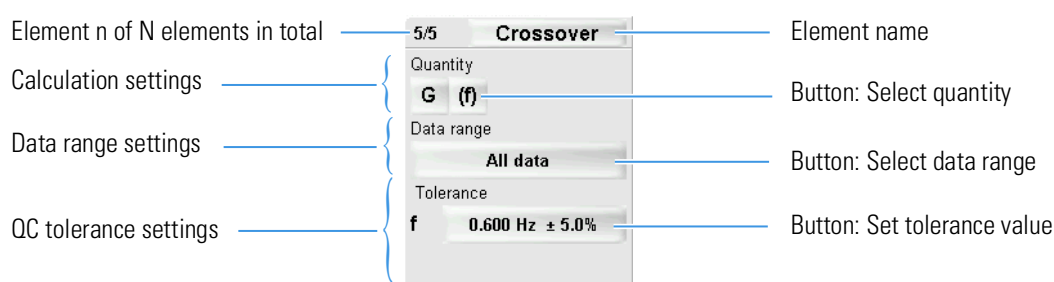 Element n of N elements in total
5/5 Crossover
Element name
Calculation settings
Quantity
G (f)
Button: Select quantity
Data range settings
Data range
All data
Button: Select data range
QC tolerance settings
Tolerance
f 0.600 Hz ± 5.0%
Button: Set tolerance value